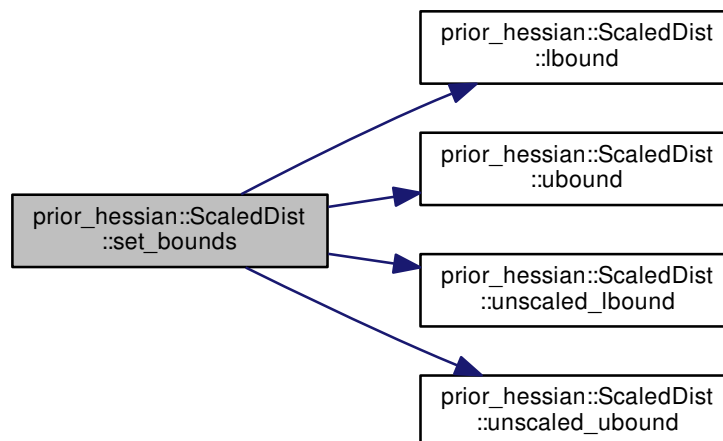 prior_hessian::ScaledDist
::lbound
prior_hessian::ScaledDist
::ubound
prior_hessian::ScaledDist
::set_bounds
prior_hessian::ScaledDist
::unscaled_lbound
prior_hessian::ScaledDist
::unscaled_ubound